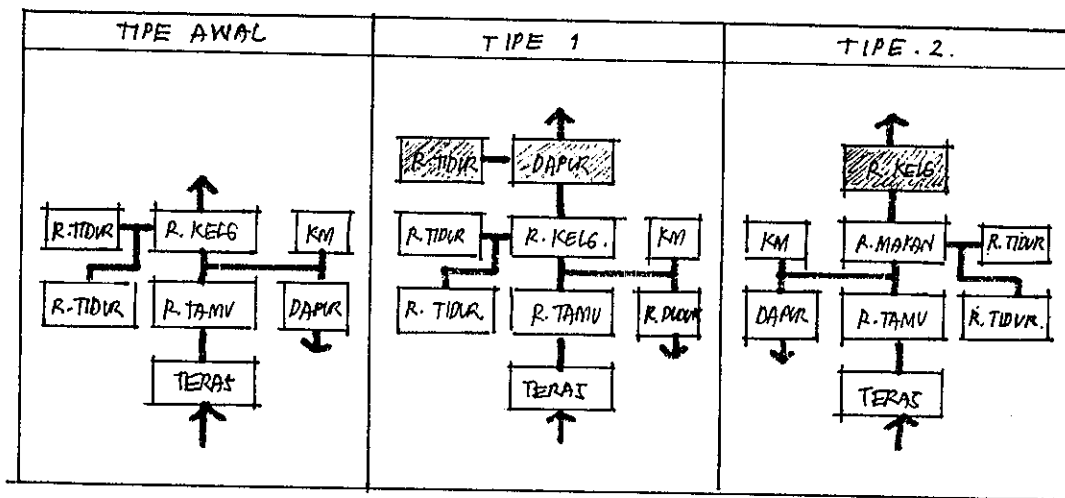 TIPE AWAL
R.TIDUR
R. KELG
KM
R.TIDUR
R.TAMU
DAPUR
TERAS
TIPE 1
R.TIDUR
DAPUR
R.TIDUR
R. KELG.
KM
R. TIDUR.
R. TAMU
TERAS
TIPE . 2.
R. KELG
KM
R.MAKAN
R.TIDUR
DAPUR
R.TAMU
R.TIDUR.
TERAS